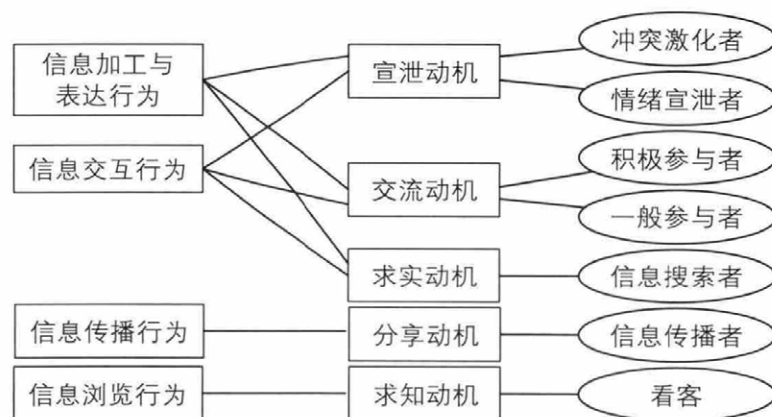 信息加工与
表达行为
信息交互行为
信息传播行为
信息浏览行为
宣泄动机
交流动机
求实动机
分享动机
求知动机
冲突激化者
情绪宣泄者
积极参与者
一般参与者
信息搜索者
信息传播者
看客